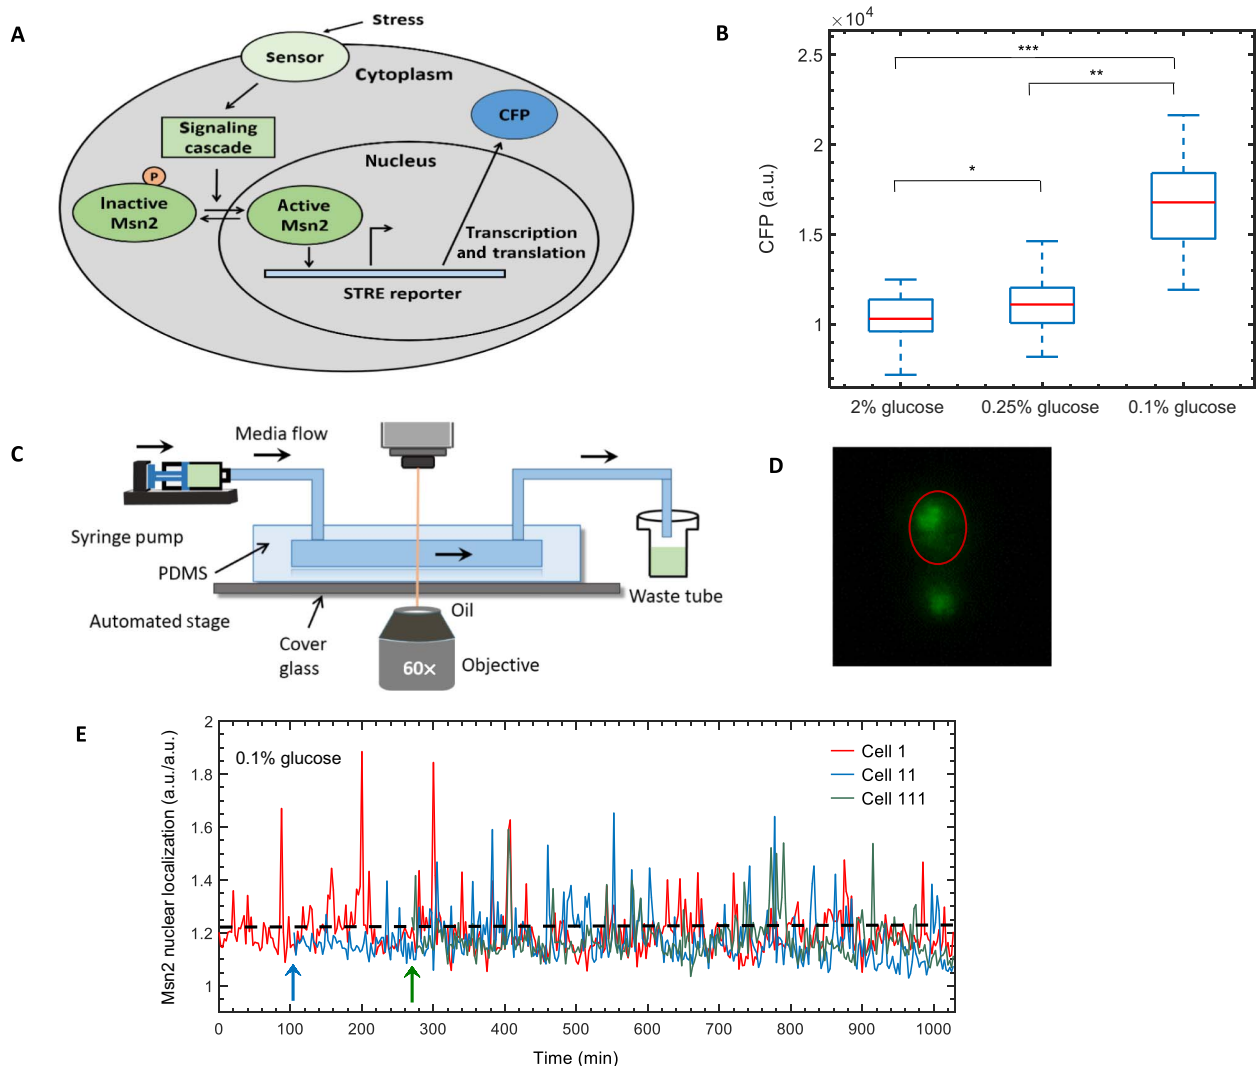 A
Stress
Sensor
Cytoplasm
CFP
Signaling
cascade
Nucleus
P
Inactive
Msn2
Active
Msn2
Transcription
and translation
STRE reporter
B
×10⁴
2.5
2
1.5
1
CFP (a.u.)
***
**
*
2% glucose
0.25% glucose
0.1% glucose
C
Media flow
Syringe pump
PDMS
Automated stage
Cover
glass
Oil
60×
Objective
Waste tube
D
E
2
1.8
1.6
1.4
1.2
1
Msn2 nuclear localization (a.u./a.u.)
0.1% glucose
Cell 1
Cell 11
Cell 111
0 100 200 300 400 500 600 700 800 900 1000
Time (min)